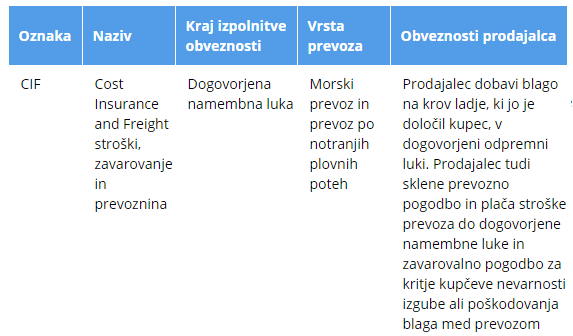 Oznaka
Naziv
Kraj izpolnitve
obveznosti
Vrsta
prevoza
Obveznosti prodajalca
CIF
Cost
Insurance
and Freight
stroški,
zavarovanje
in
prevoznina
Dogovorjena
namembna luka
Morski
prevoz in
prevoz po
notranjih
plovnih
poteh
Prodajalec dobavi blago
na krov ladje, ki jo je
določil kupec, v
dogovorjeni odpremni
luki. Prodajalec tudi
sklene prevozno
pogodbo in plača stroške
prevoza do dogovorjene
namembne luke in
zavarovalno pogodbo za
kritje kupčeve nevarnosti
izgube ali poškodovanja
blaga med prevozom